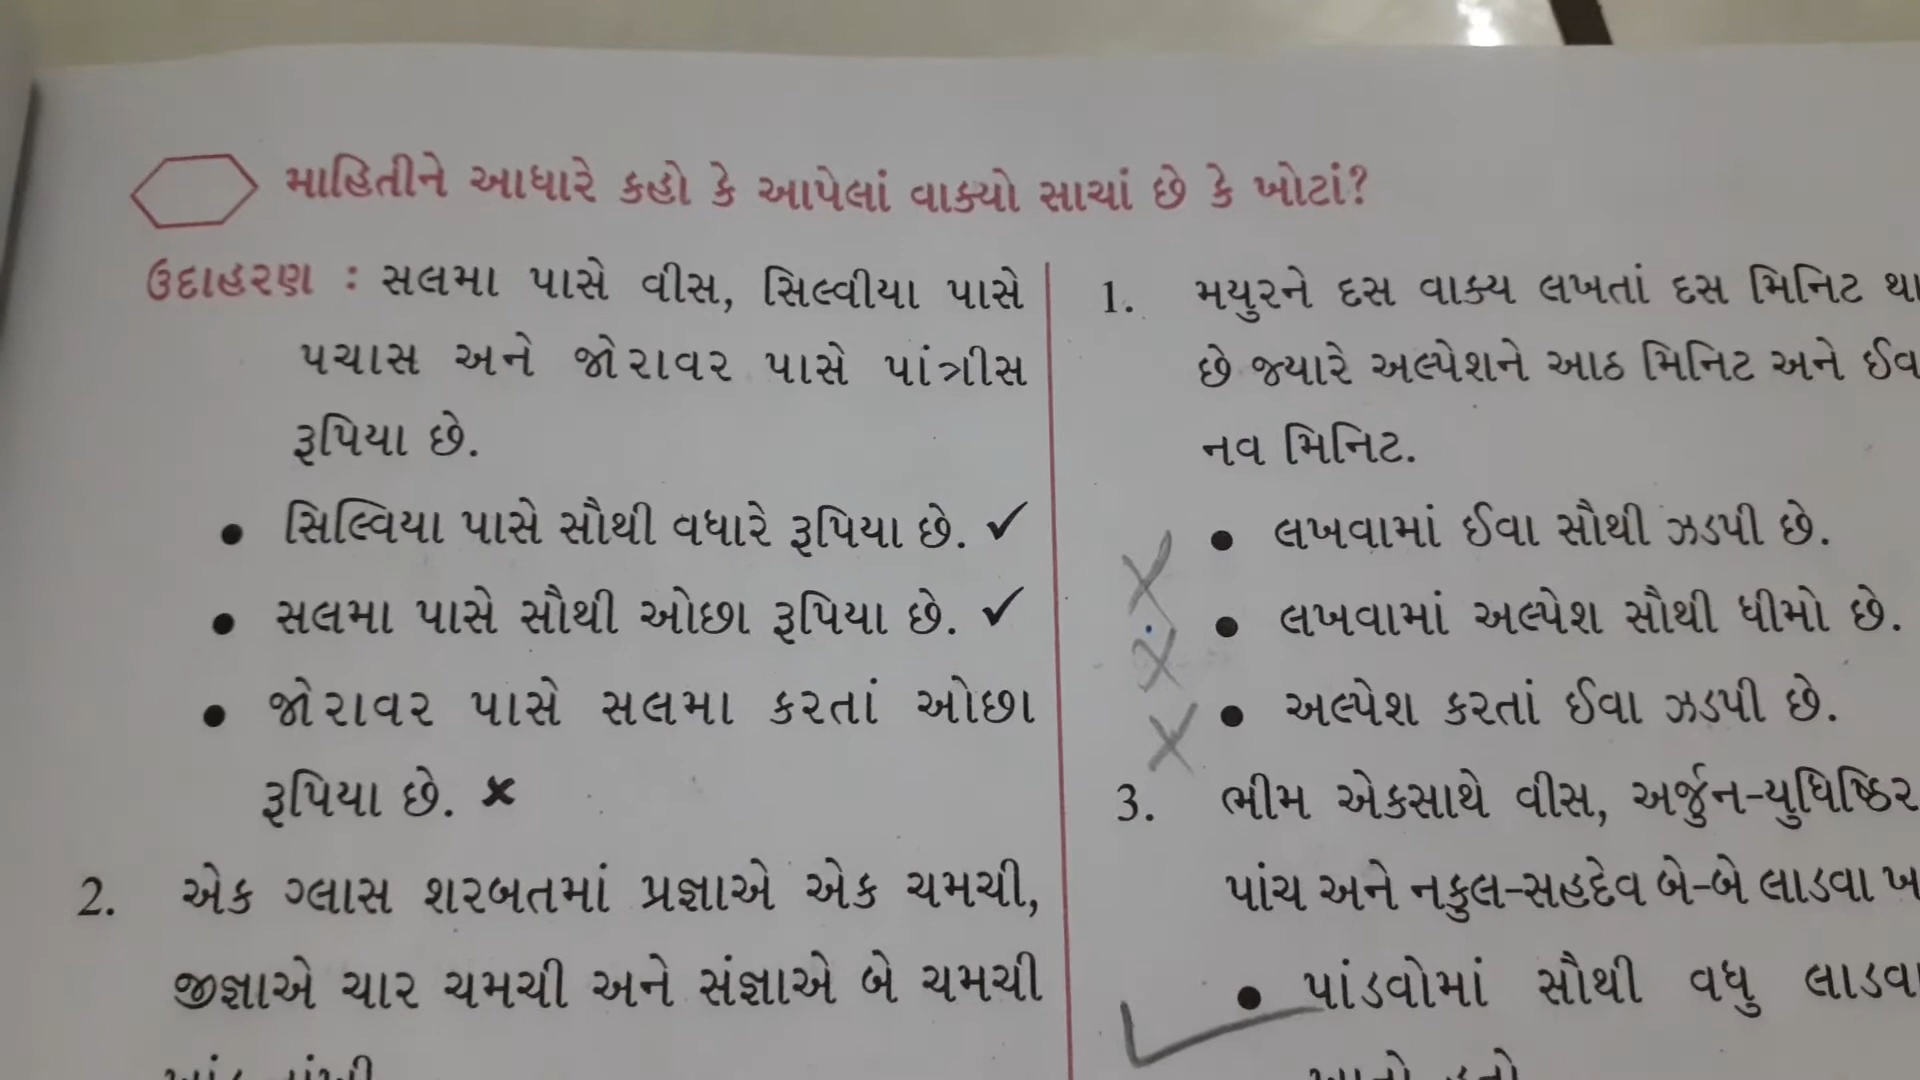 માહિતીને આધારે કહો કે આપેલાં વાક્યો સાચાં છે કે ખોટાં?
ઉદાહરણ : સલમા પાસે વીસ, સિલ્વીયા પાસે
પચાસ અને જોરાવર પાસે પાંત્રીસ
રૂપિયા છે.
• સિલ્વિયા પાસે સૌથી વધારે રૂપિયા છે. ✓
• સલમા પાસે સૌથી ઓછા રૂપિયા છે. ✓
• જોરાવર પાસે સલમા કરતાં ઓછા
રૂપિયા છે. ×
2. એક ગ્લાસ શરબતમાં પ્રજ્ઞાએ એક ચમચી,
જીજ્ઞાએ ચાર ચમચી અને સંજ્ઞાએ બે ચમચી
1. મયુરને દસ વાક્ય લખતાં દસ મિનિટ થા
છે જ્યારે અલ્પેશને આઠ મિનિટ અને ઈવ
નવ મિનિટ.
• લખવામાં ઈવા સૌથી ઝડપી છે.
• લખવામાં અલ્પેશ સૌથી ધીમો છે.
• અલ્પેશ કરતાં ઈવા ઝડપી છે.
3. ભીમ એકસાથે વીસ, અર્જુન-યુધિષ્ઠિર
પાંચ અને નકુલ-સહદેવ બે-બે લાડવા ખ
• પાંડવોમાં સૌથી વધુ લાડવા